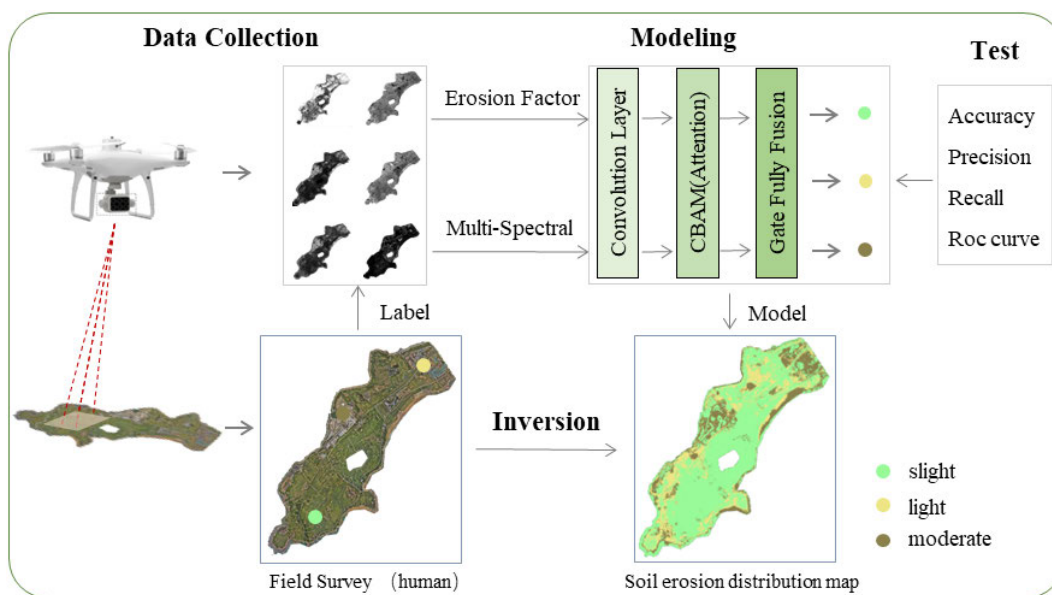 Data Collection
Modeling
Test
Erosion Factor
Multi-Spectral
Convolution Layer
CBAM(Attention)
Gate Fully Fusion
Accuracy
Precision
Recall
Roc curve
Label
Model
Inversion
slight
light
moderate
Field Survey （human）
Soil erosion distribution map